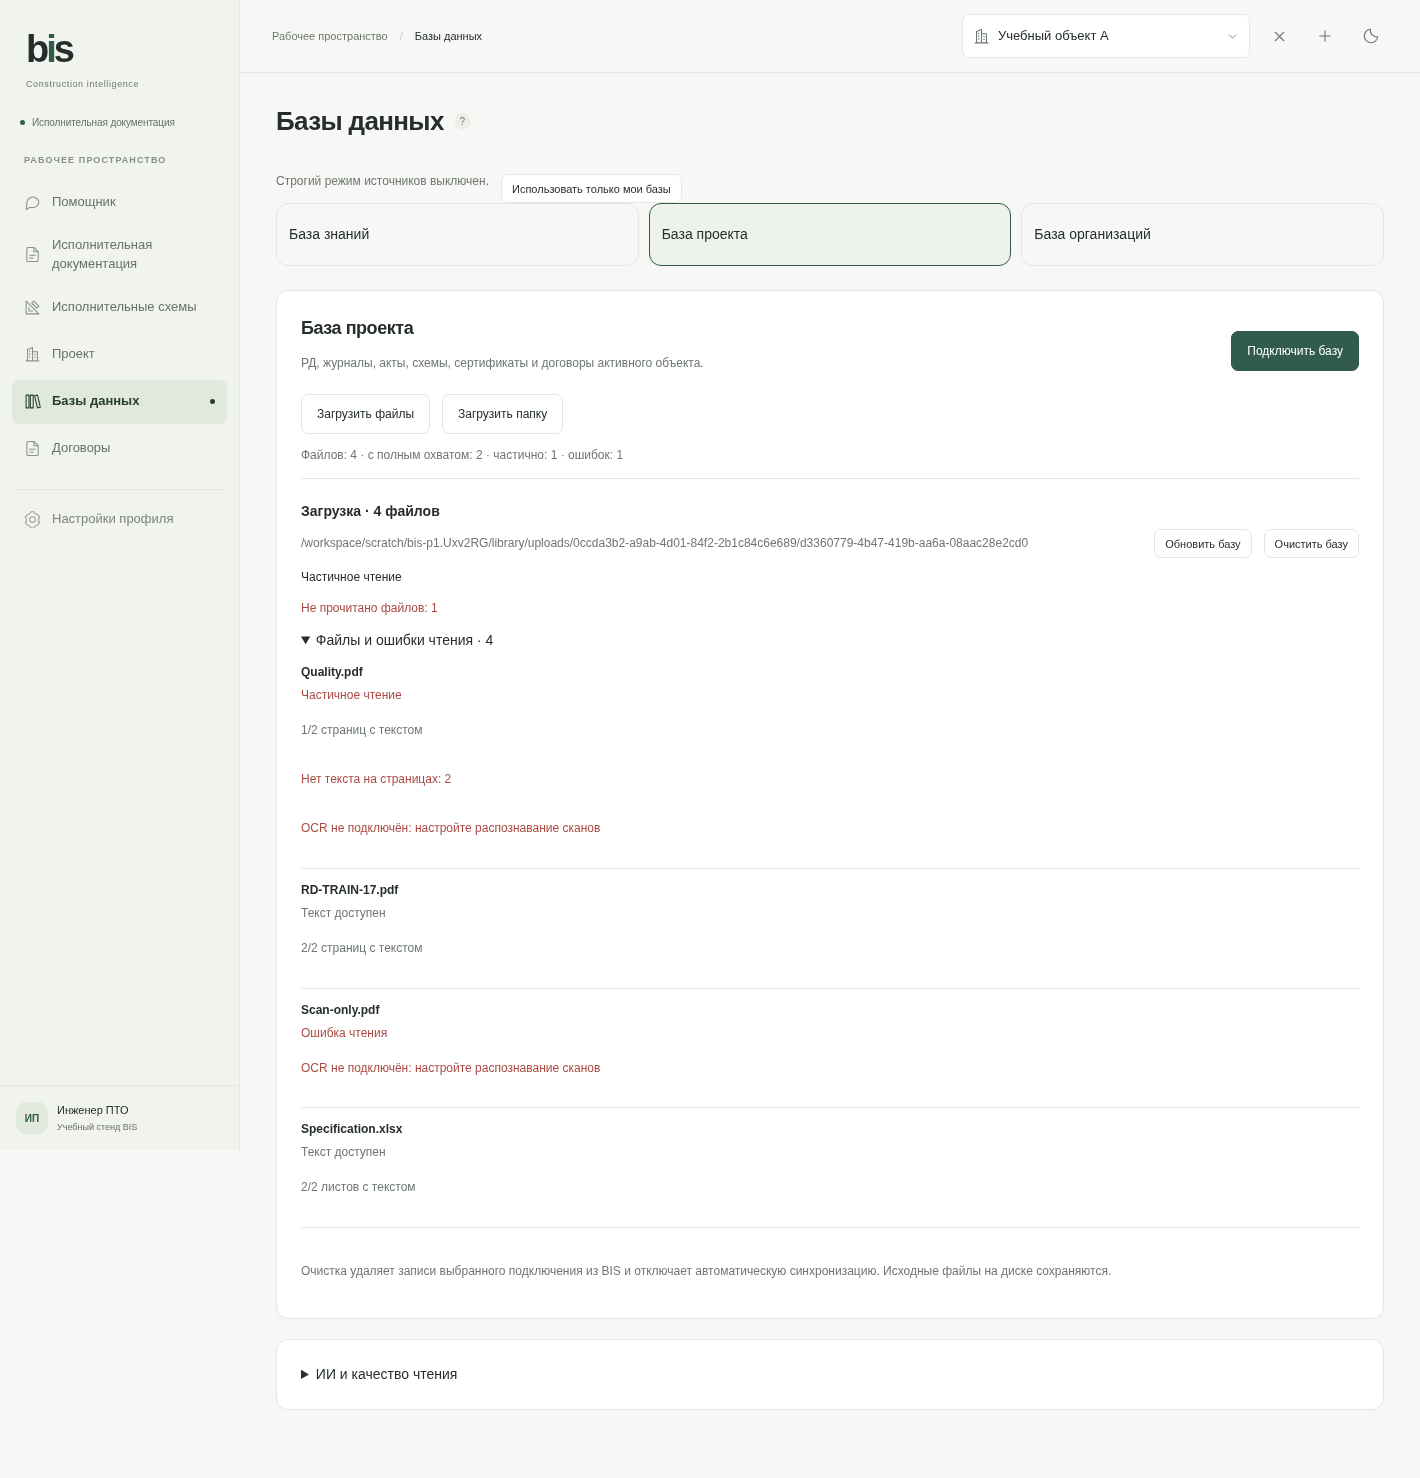 bis
Construction intelligence
Исполнительная документация
РАБОЧЕЕ ПРОСТРАНСТВО
Помощник
Исполнительная
документация
Исполнительные схемы
Проект
Базы данных
Договоры
Настройки профиля
ИП
Инженер ПТО
Учебный стенд BIS
Рабочее пространство / Базы данных
Учебный объект А
Базы данных ?
Строгий режим источников выключен.
Использовать только мои базы
База знаний
База проекта
База организаций
База проекта
РД, журналы, акты, схемы, сертификаты и договоры активного объекта.
Подключить базу
Загрузить файлы
Загрузить папку
Файлов: 4 · с полным охватом: 2 · частично: 1 · ошибок: 1
Загрузка · 4 файлов
/workspace/scratch/bis-p1.Uxv2RG/library/uploads/0ccda3b2-a9ab-4d01-84f2-2b1c84c6e689/d3360779-4b47-419b-aa6a-08aac28e2cd0
Обновить базу
Очистить базу
Частичное чтение
Не прочитано файлов: 1
Файлы и ошибки чтения · 4
Quality.pdf
Частичное чтение
1/2 страниц с текстом
Нет текста на страницах: 2
OCR не подключён: настройте распознавание сканов
RD-TRAIN-17.pdf
Текст доступен
2/2 страниц с текстом
Scan-only.pdf
Ошибка чтения
OCR не подключён: настройте распознавание сканов
Specification.xlsx
Текст доступен
2/2 листов с текстом
Очистка удаляет записи выбранного подключения из BIS и отключает автоматическую синхронизацию. Исходные файлы на диске сохраняются.
ИИ и качество чтения